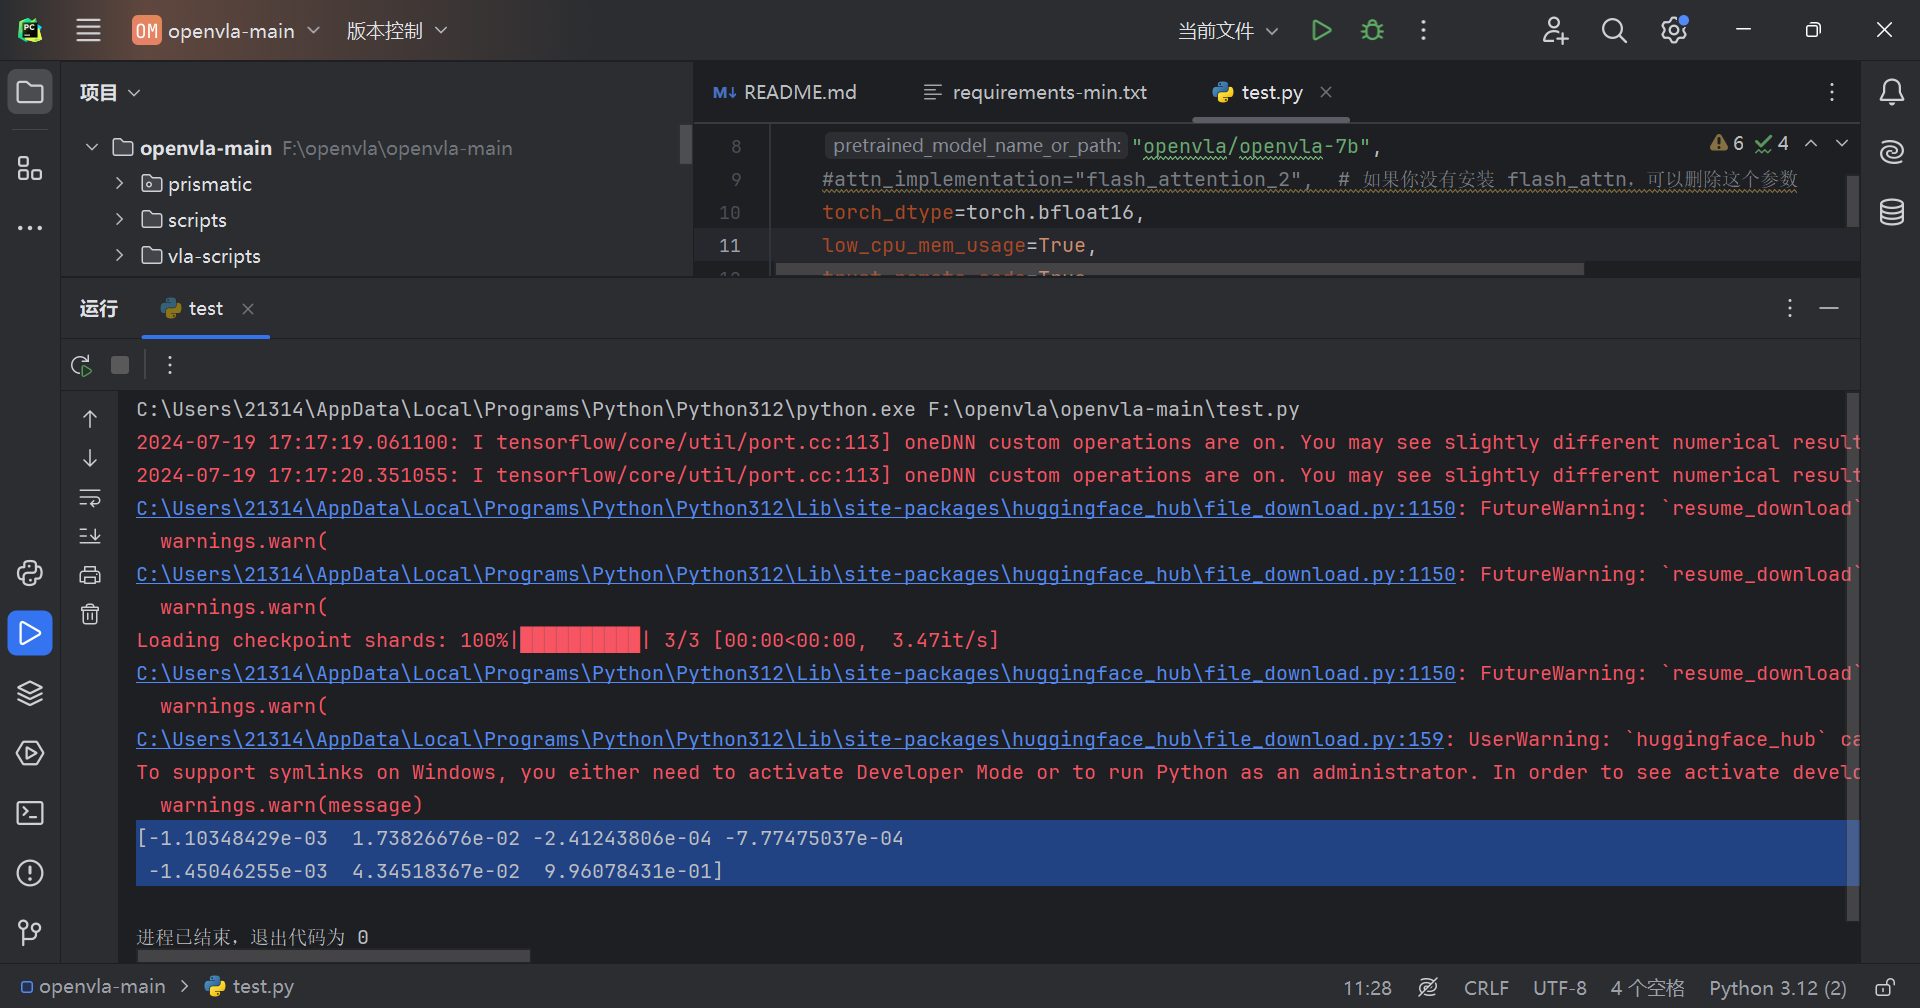 PC OM openvla-main 版本控制 当前文件
项目
openvla-main F:\openvla\openvla-main
prismatic
scripts
vla-scripts
M↓ README.md requirements-min.txt test.py
6 4
8 pretrained_model_name_or_path: "openvla/openvla-7b",
9 #attn_implementation="flash_attention_2", # 如果你没有安装 flash_attn，可以删除这个参数
10 torch_dtype=torch.bfloat16,
11 low_cpu_mem_usage=True,
运行 test
C:\Users\21314\AppData\Local\Programs\Python\Python312\python.exe F:\openvla\openvla-main\test.py
2024-07-19 17:17:19.061100: I tensorflow/core/util/port.cc:113] oneDNN custom operations are on. You may see slightly different numerical result
2024-07-19 17:17:20.351055: I tensorflow/core/util/port.cc:113] oneDNN custom operations are on. You may see slightly different numerical result
C:\Users\21314\AppData\Local\Programs\Python\Python312\Lib\site-packages\huggingface_hub\file_download.py:1150: FutureWarning: `resume_download`
warnings.warn(
C:\Users\21314\AppData\Local\Programs\Python\Python312\Lib\site-packages\huggingface_hub\file_download.py:1150: FutureWarning: `resume_download`
warnings.warn(
Loading checkpoint shards: 100%|██████████| 3/3 [00:00<00:00, 3.47it/s]
C:\Users\21314\AppData\Local\Programs\Python\Python312\Lib\site-packages\huggingface_hub\file_download.py:1150: FutureWarning: `resume_download`
warnings.warn(
C:\Users\21314\AppData\Local\Programs\Python\Python312\Lib\site-packages\huggingface_hub\file_download.py:159: UserWarning: `huggingface_hub` ca
To support symlinks on Windows, you either need to activate Developer Mode or to run Python as an administrator. In order to see activate develo
warnings.warn(message)
[-1.10348429e-03 1.73826676e-02 -2.41243806e-04 -7.77475037e-04
-1.45046255e-03 4.34518367e-02 9.96078431e-01]
进程已结束，退出代码为 0
openvla-main > test.py 11:28 CRLF UTF-8 4 个空格 Python 3.12 (2)